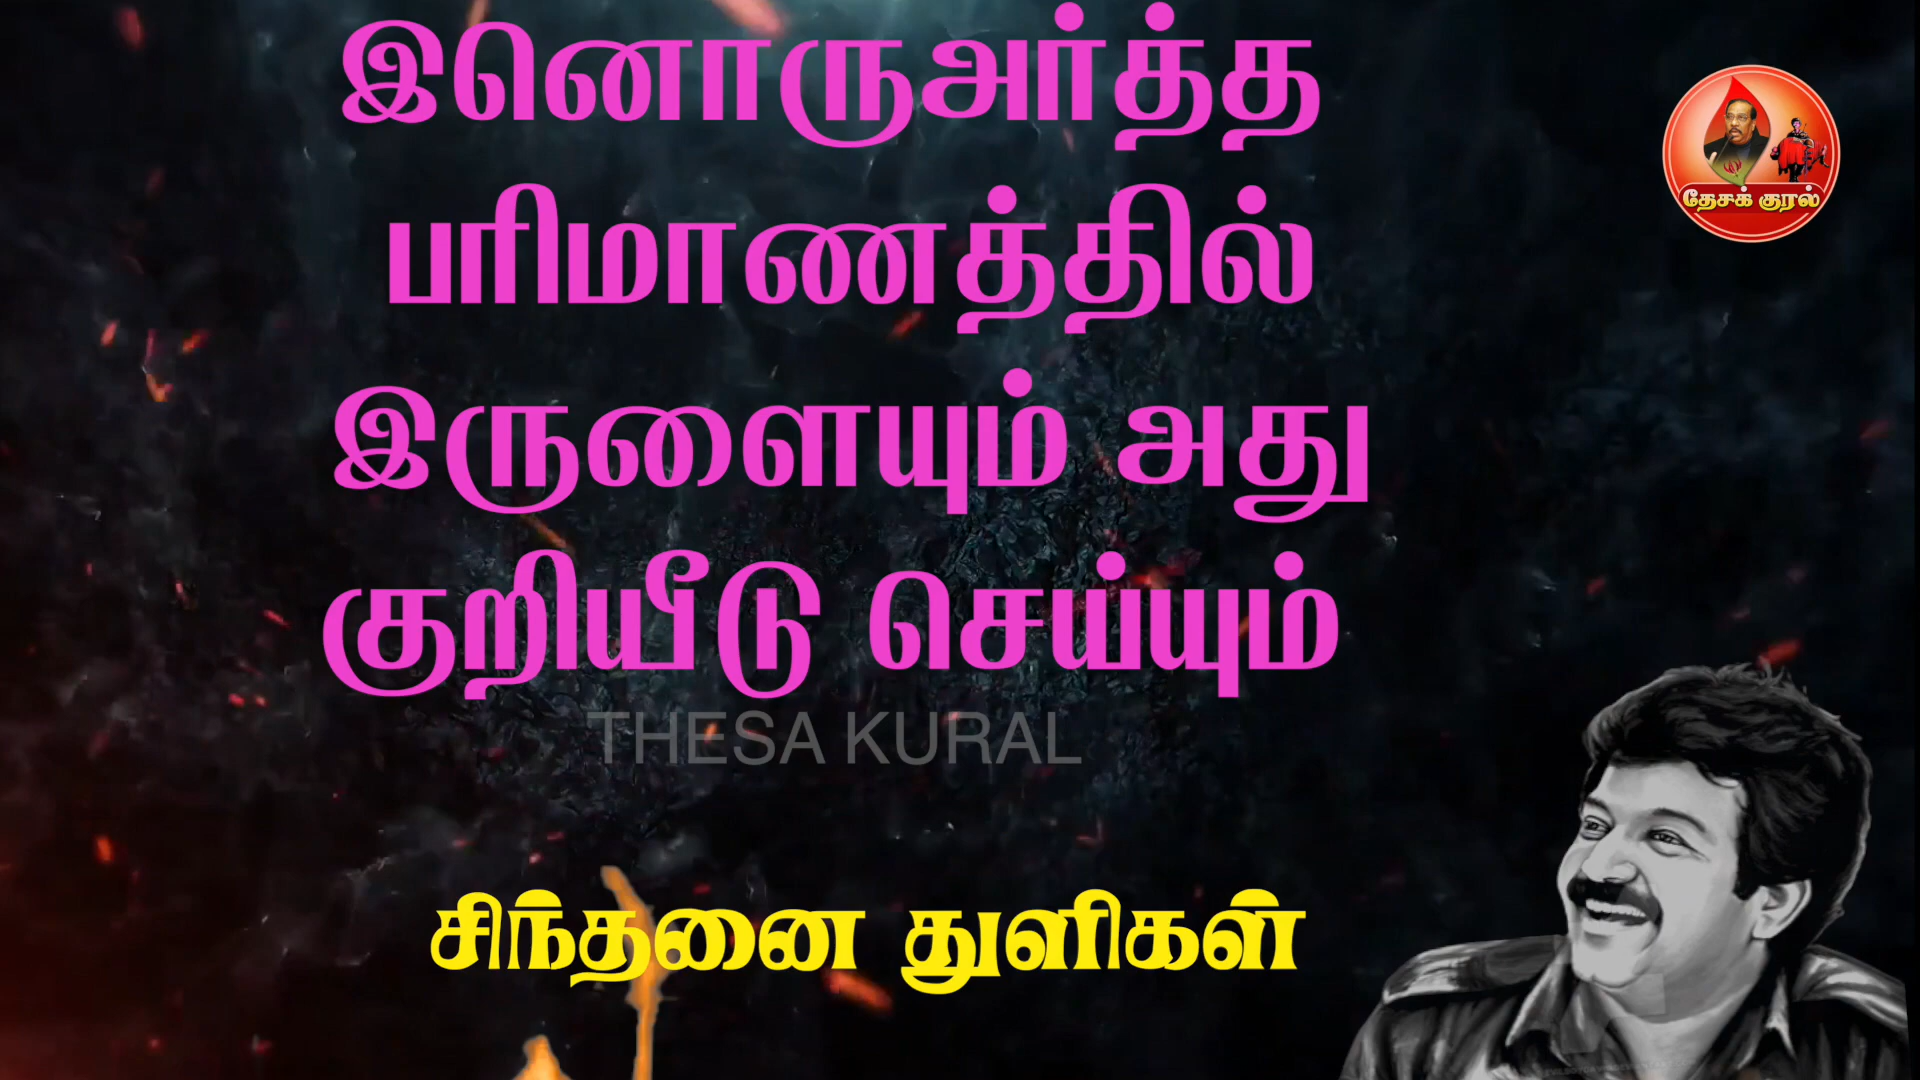 இனொருஅர்த்த
பரிமாணத்தில்
இருளையும் அது
குறியீடு செய்யும்
THESA KURAL
சிந்தனை துளிகள்
தேசக் குரல்